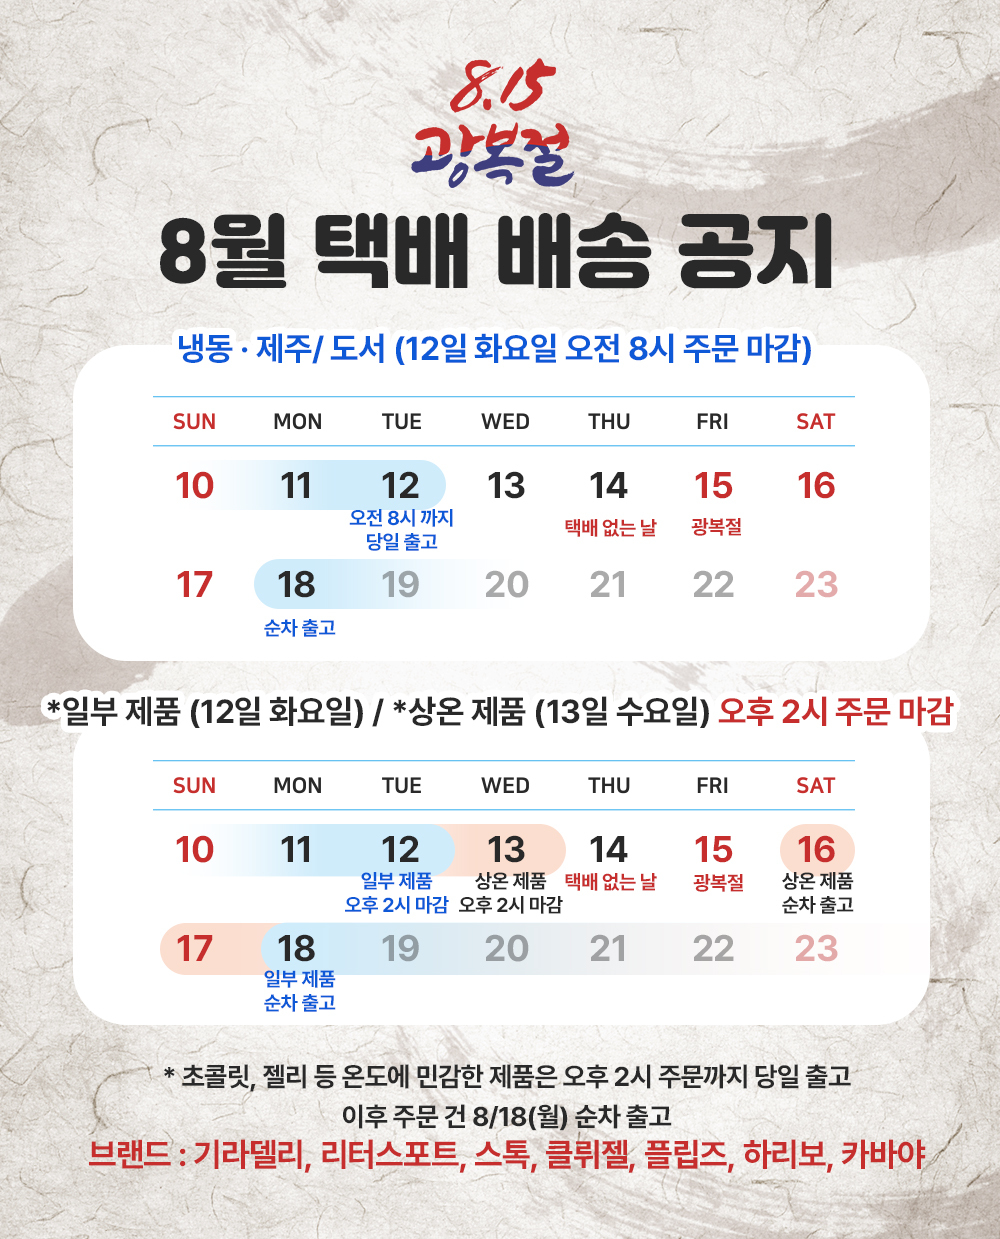 8.15
광복절
8월 택배 배송 공지
냉동 · 제주/ 도서 (12일 화요일 오전 8시 주문 마감)
SUN MON TUE WED THU FRI SAT
10 11 12 13 14 15 16
오전 8시 까지
당일 출고
택배 없는 날
광복절
17 18 19 20 21 22 23
순차 출고
*일부 제품 (12일 화요일) / *상온 제품 (13일 수요일) 오후 2시 주문 마감
SUN MON TUE WED THU FRI SAT
10 11 12 13 14 15 16
일부 제품
오후 2시 마감
상온 제품
오후 2시 마감
택배 없는 날
광복절
상온 제품
순차 출고
17 18 19 20 21 22 23
일부 제품
순차 출고
* 초콜릿, 젤리 등 온도에 민감한 제품은 오후 2시 주문까지 당일 출고
이후 주문 건 8/18(월) 순차 출고
브랜드 : 기라델리, 리터스포트, 스톡, 클뤼젤, 플립즈, 하리보, 카바야